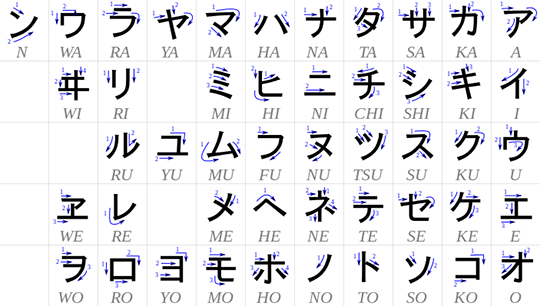 ン ワ ラ ヤ マ ハ ナ タ サ カ ア
N WA RA YA MA HA NA TA SA KA A
ヰ リ ミ ヒ ニ チ シ キ イ
WI RI MI HI NI CHI SHI KI I
ル ユ ム フ ヌ ツ ス ク ウ
RU YU MU FU NU TSU SU KU U
ヱ レ メ ヘ ネ テ セ ケ エ
WE RE ME HE NE TE SE KE E
ヲ ロ ヨ モ ホ ノ ト ソ コ オ
WO RO YO MO HO NO TO SO KO O